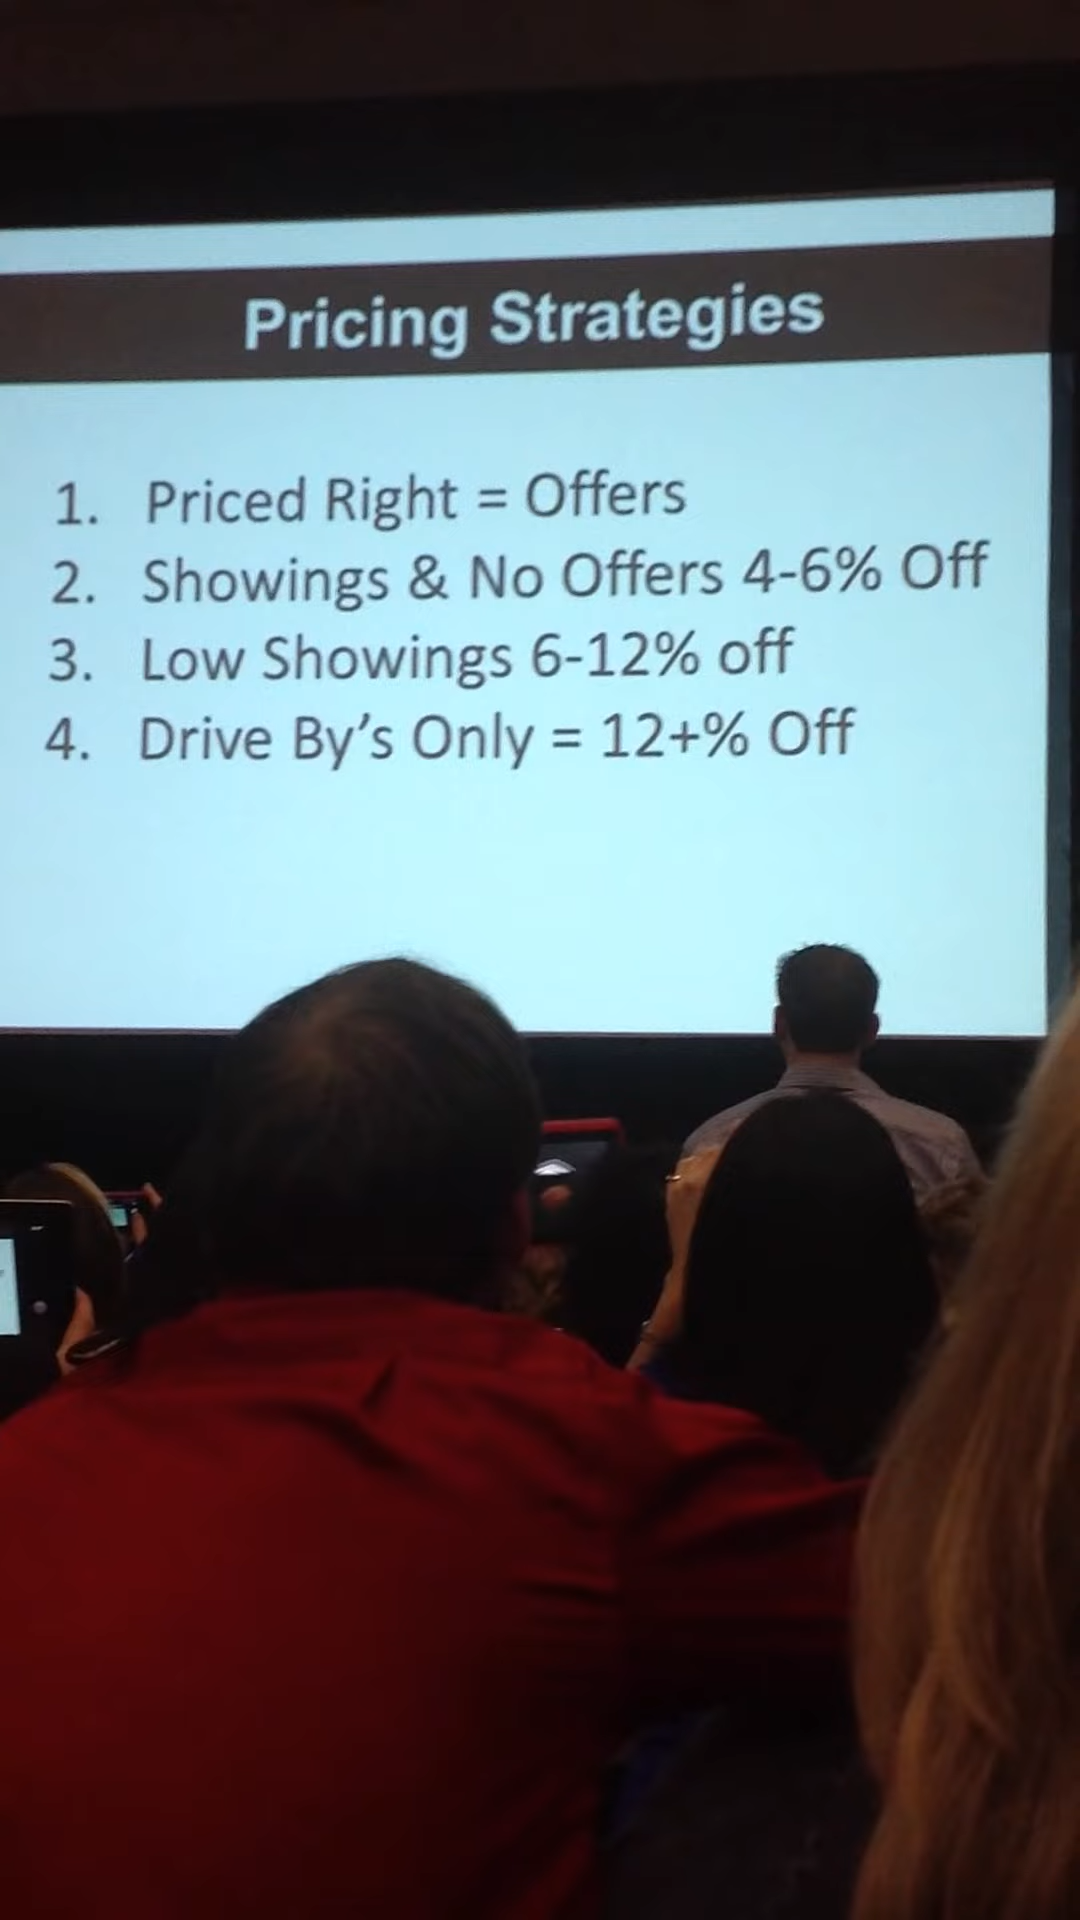 Pricing Strategies
1. Priced Right = Offers
2. Showings & No Offers 4-6% Off
3. Low Showings 6-12% off
4. Drive By's Only = 12+% Off